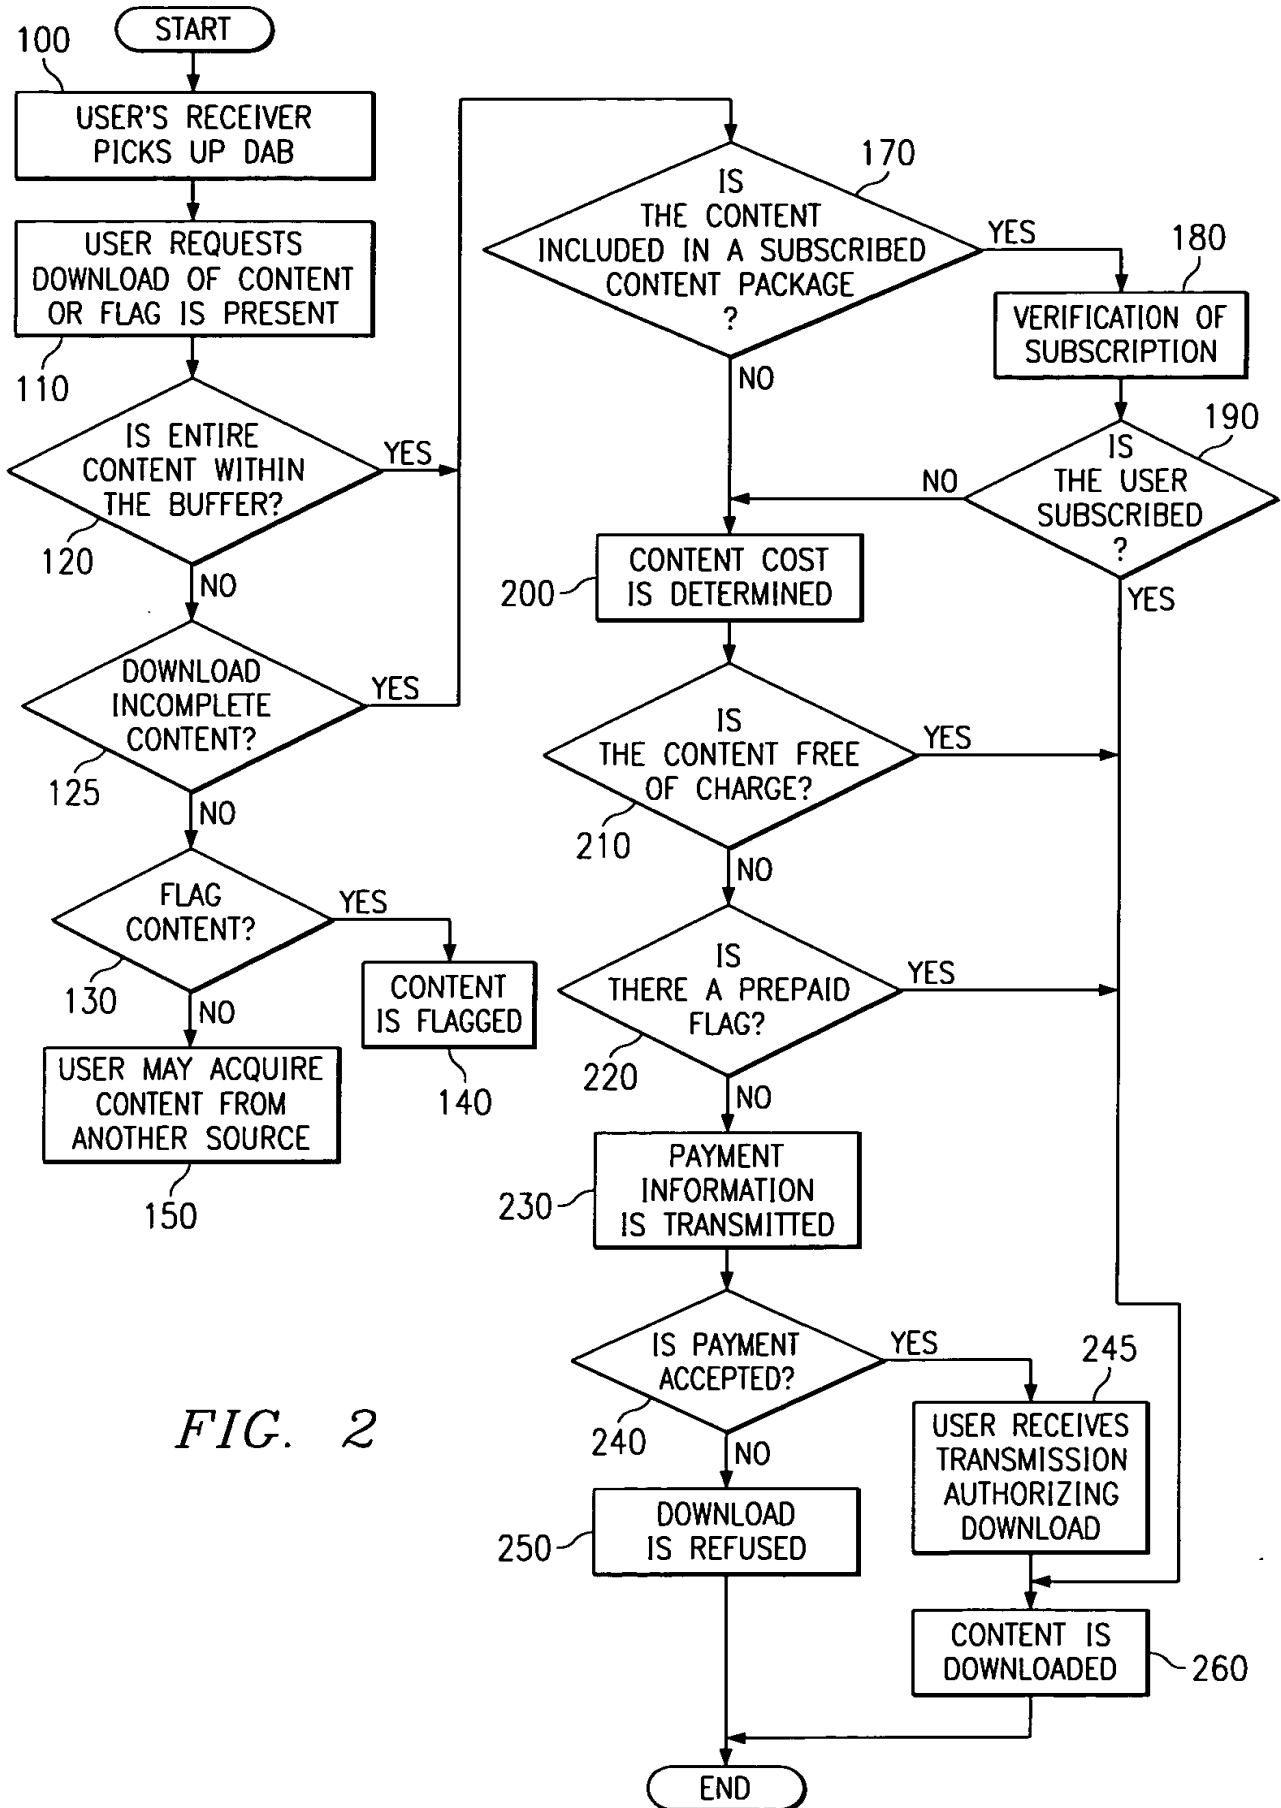 START
100
USER'S RECEIVER
PICKS UP DAB
USER REQUESTS
DOWNLOAD OF CONTENT
OR FLAG IS PRESENT
110
IS ENTIRE
CONTENT WITHIN
THE BUFFER?
YES
120
NO
DOWNLOAD
INCOMPLETE
CONTENT?
YES
125
NO
FLAG
CONTENT?
YES
130
NO
CONTENT
IS FLAGGED
140
USER MAY ACQUIRE
CONTENT FROM
ANOTHER SOURCE
150
IS
THE CONTENT
INCLUDED IN A SUBSCRIBED
CONTENT PACKAGE
?
170
YES
NO
180
VERIFICATION OF
SUBSCRIPTION
190
IS
THE USER
SUBSCRIBED
?
NO
YES
CONTENT COST
IS DETERMINED
200
IS
THE CONTENT FREE
OF CHARGE?
YES
210
NO
IS
THERE A PREPAID
FLAG?
YES
220
NO
PAYMENT
INFORMATION
IS TRANSMITTED
230
IS PAYMENT
ACCEPTED?
YES
240
NO
245
USER RECEIVES
TRANSMISSION
AUTHORIZING
DOWNLOAD
DOWNLOAD
IS REFUSED
250
CONTENT IS
DOWNLOADED
260
END
FIG. 2